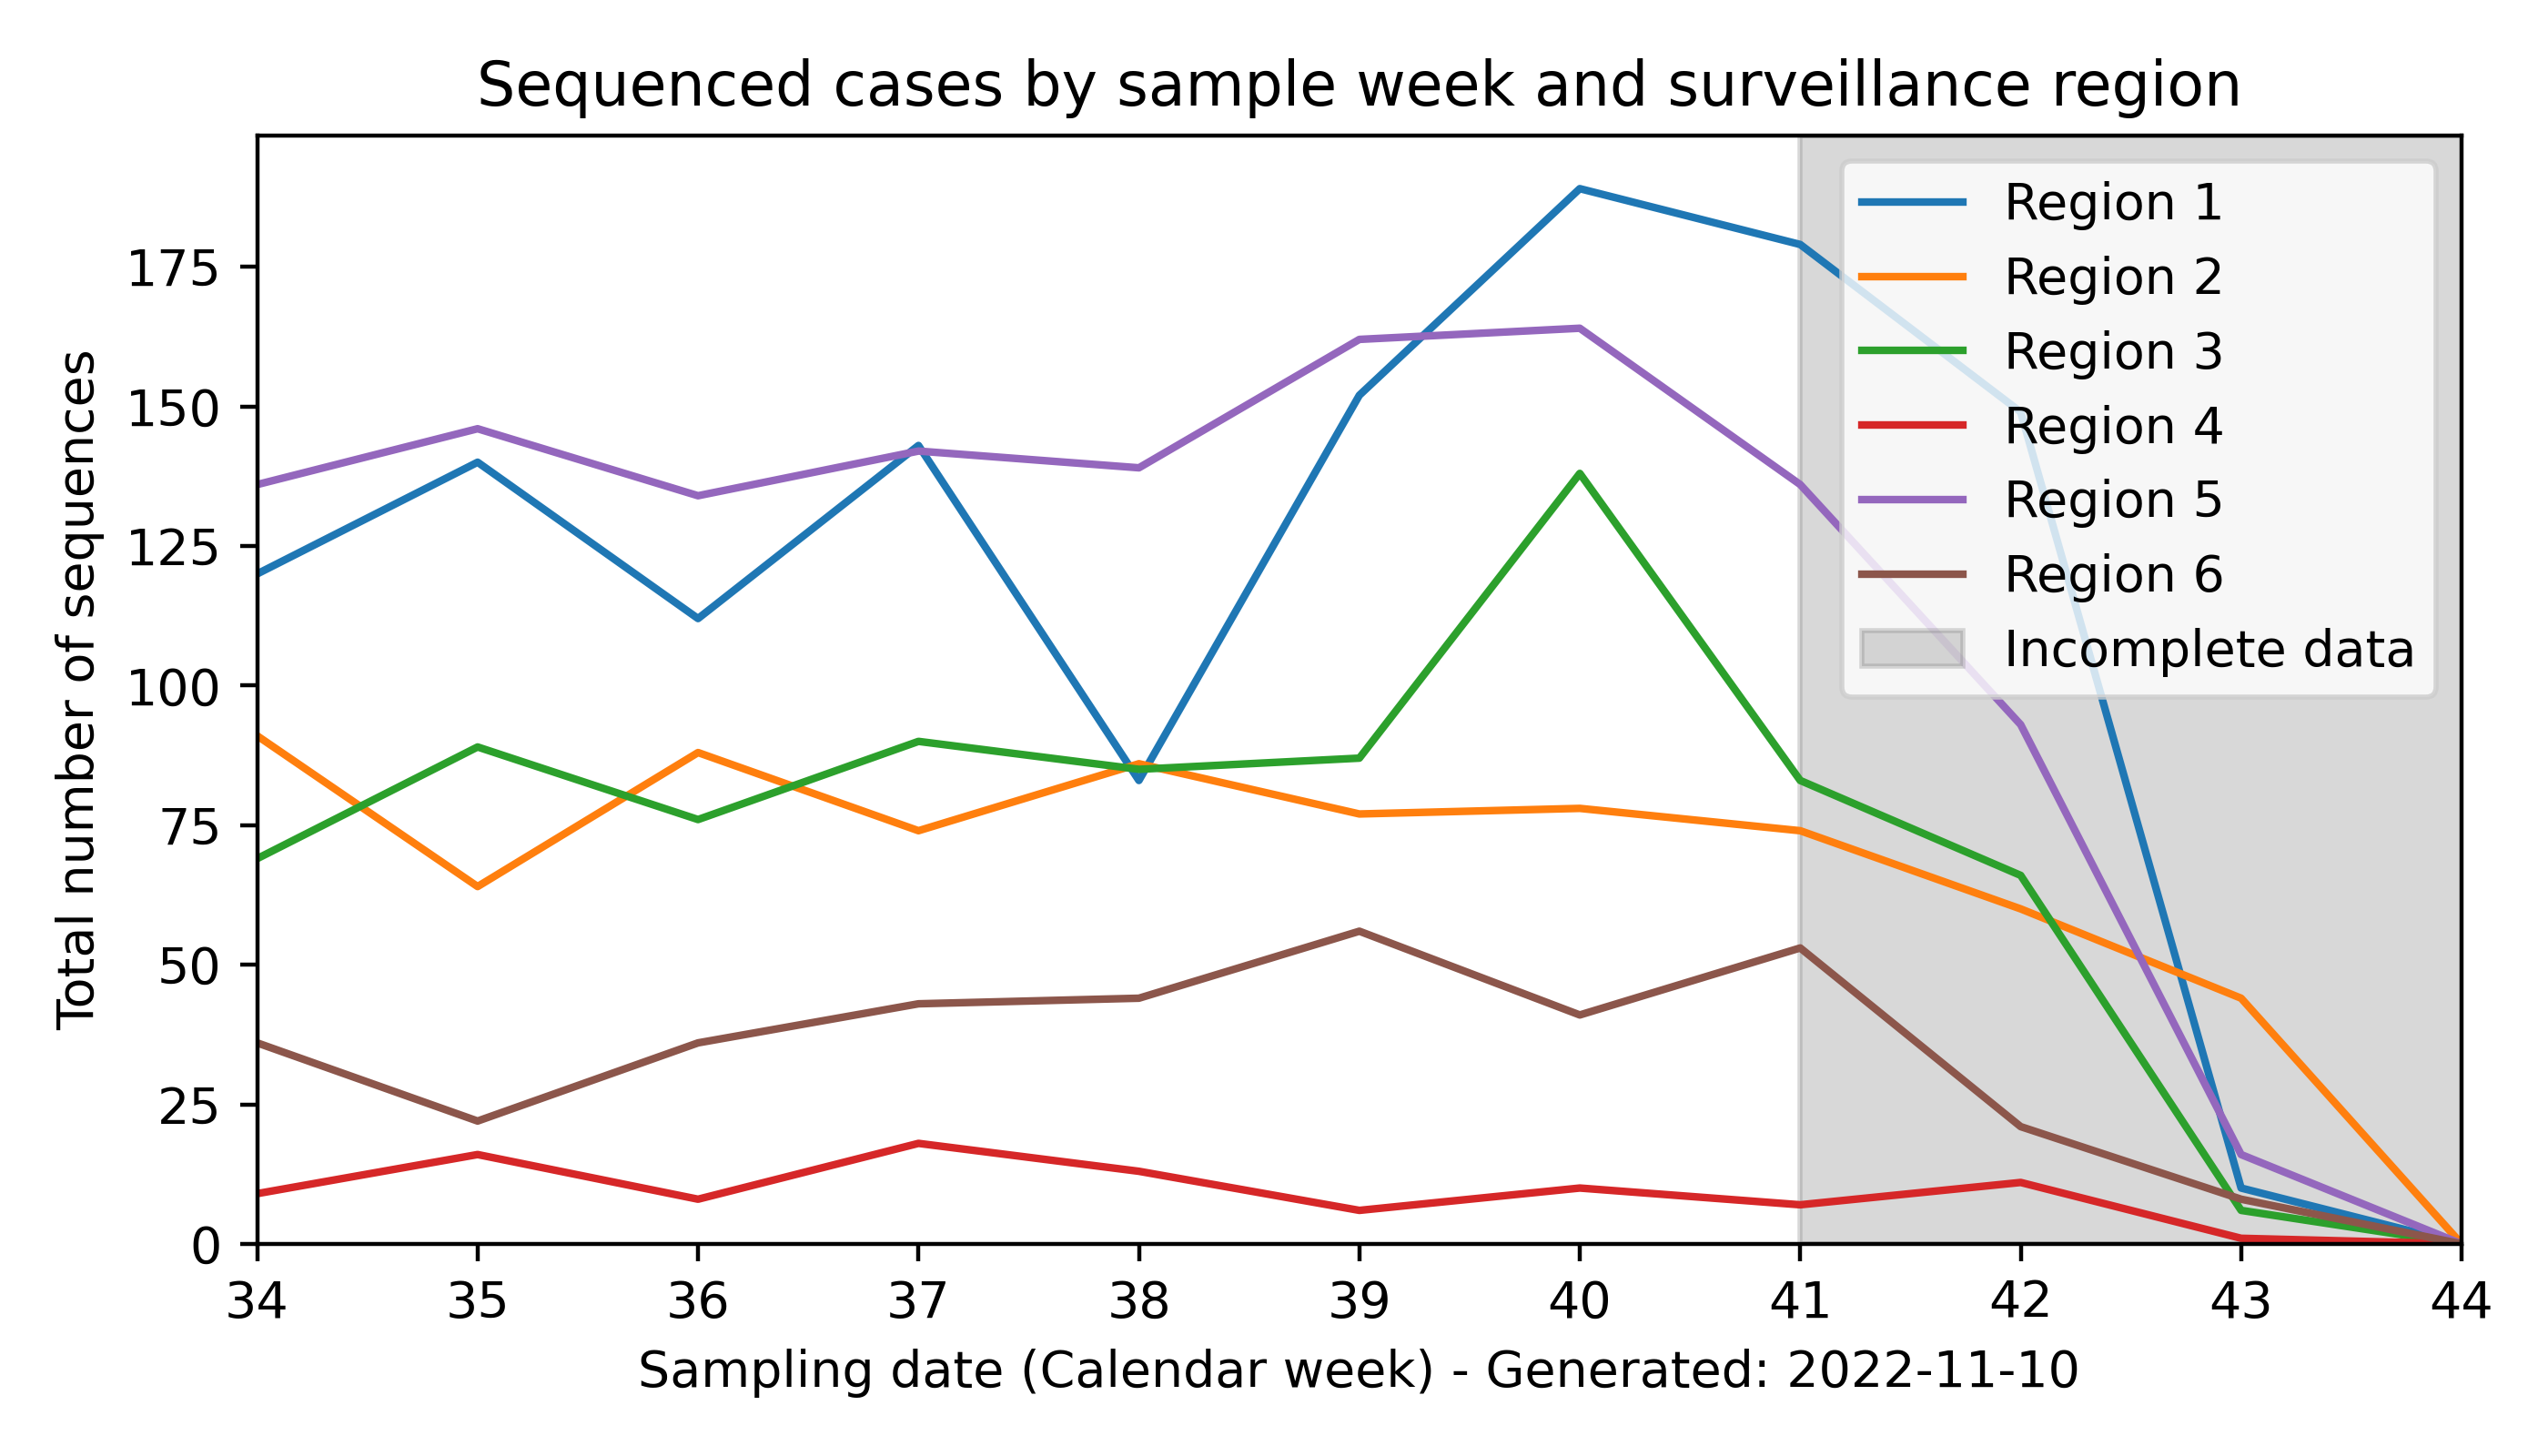 Sequenced cases by sample week and surveillance region
Total number of sequences
175
150
125
100
75
50
25
0
Region 1
Region 2
Region 3
Region 4
Region 5
Region 6
Incomplete data
34 35 36 37 38 39 40 41 42 43 44
Sampling date (Calendar week) - Generated: 2022-11-10